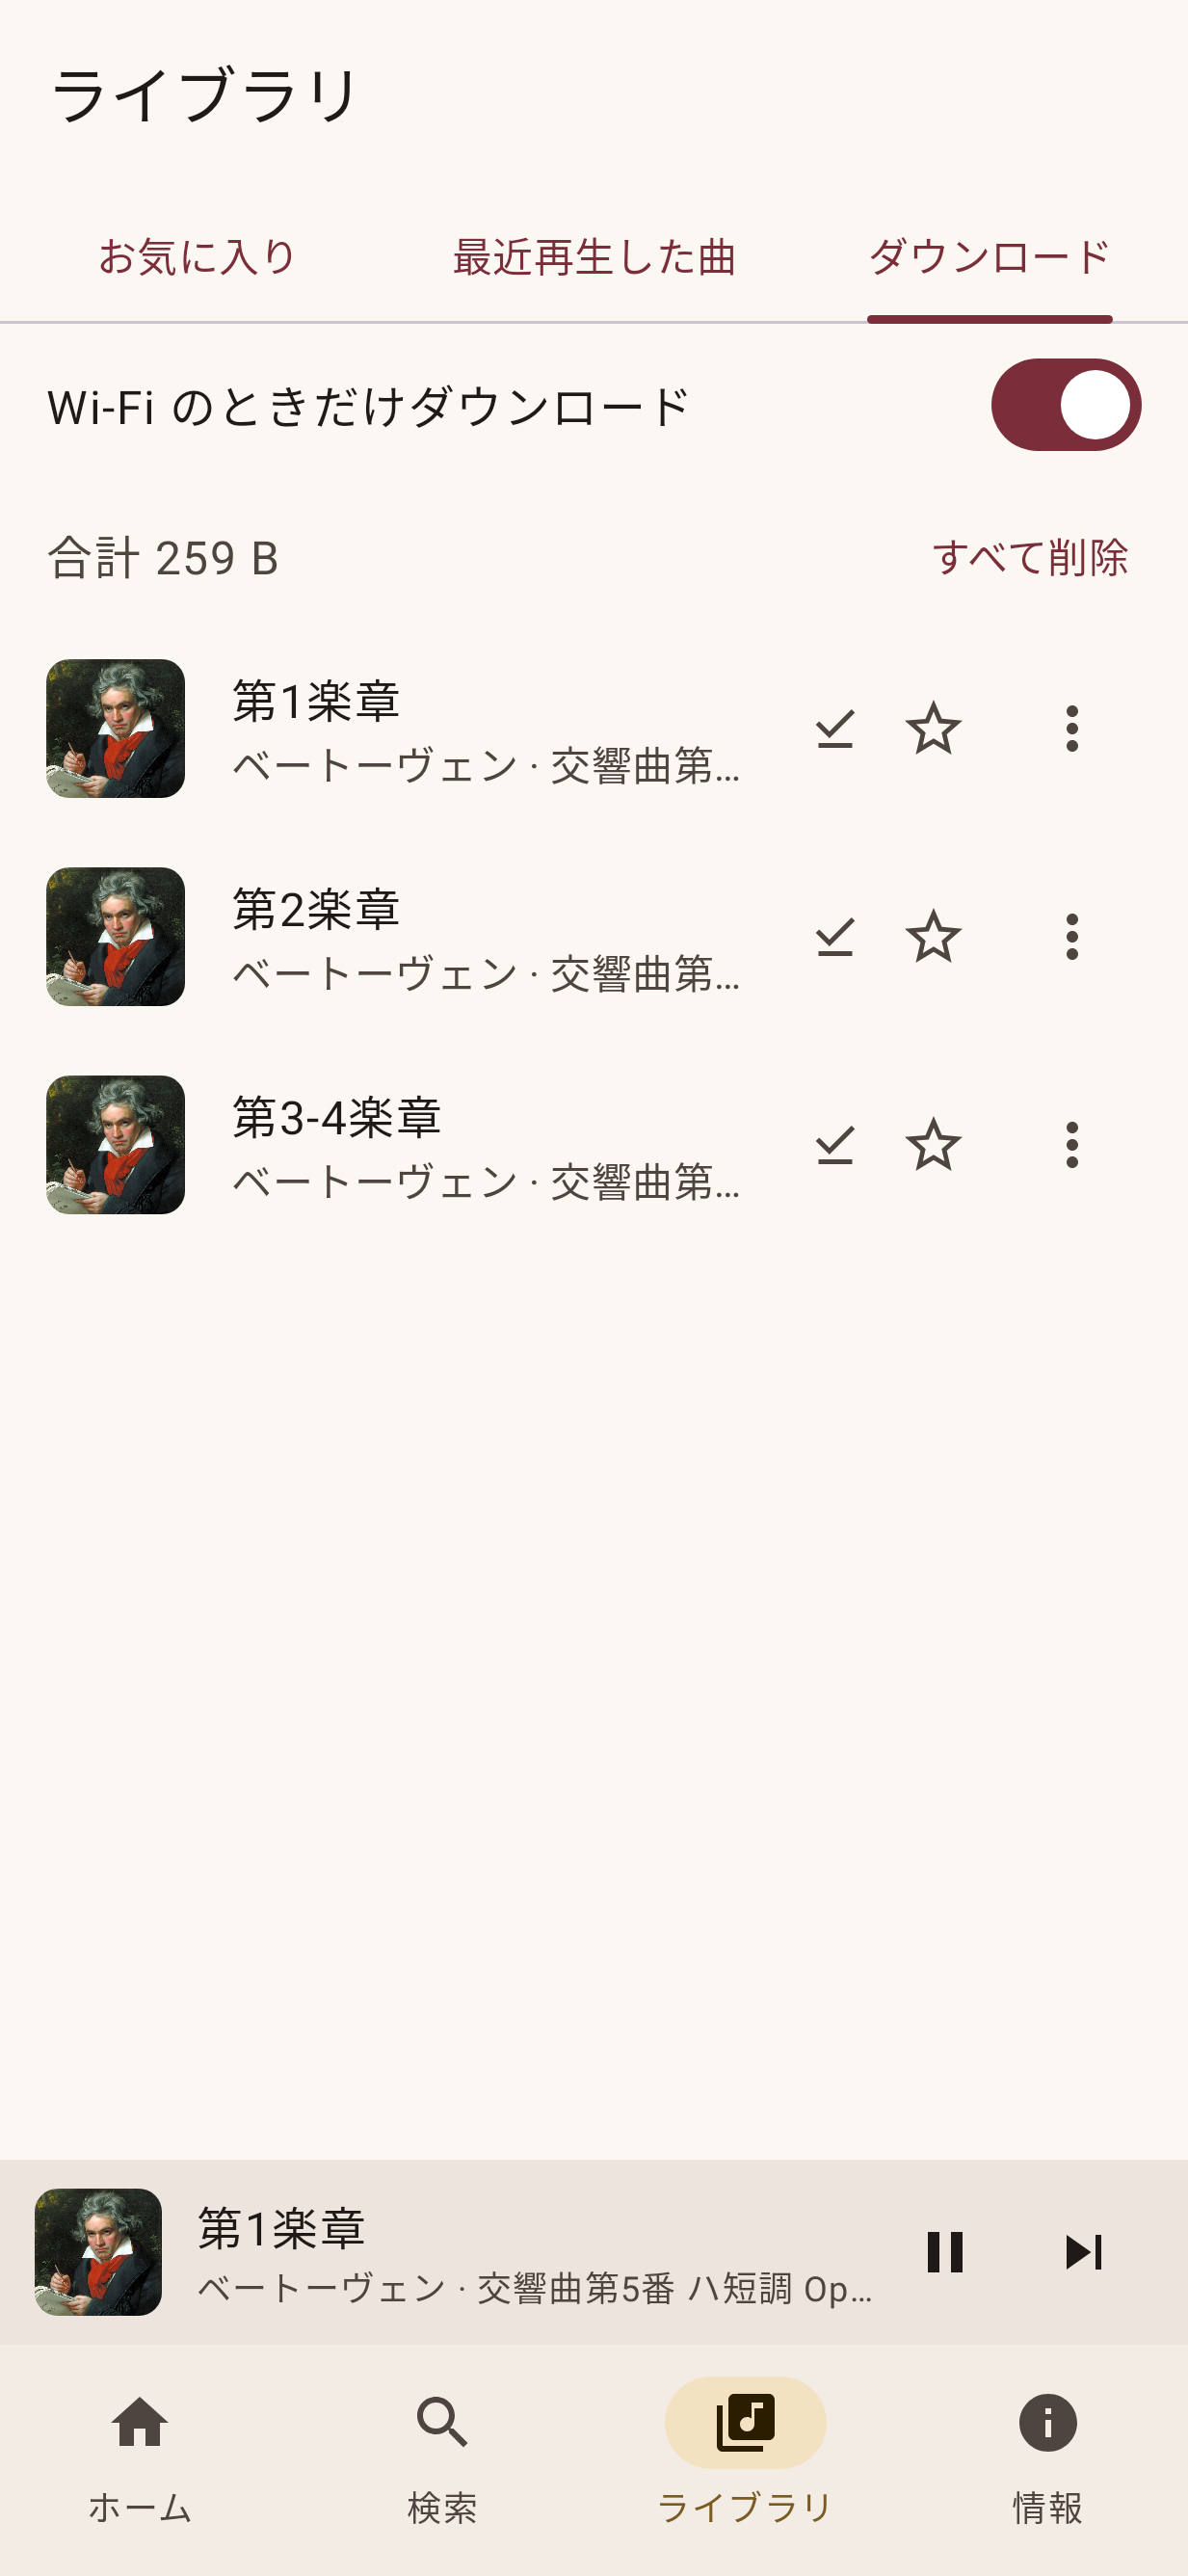 ライブラリ
お気に入り
最近再生した曲
ダウンロード
Wi-Fi のときだけダウンロード
合計 259 B
すべて削除
第1楽章
ベートーヴェン · 交響曲第…
第2楽章
ベートーヴェン · 交響曲第…
第3-4楽章
ベートーヴェン · 交響曲第…
第1楽章
ベートーヴェン · 交響曲第5番 ハ短調 Op…
ホーム
検索
ライブラリ
情報